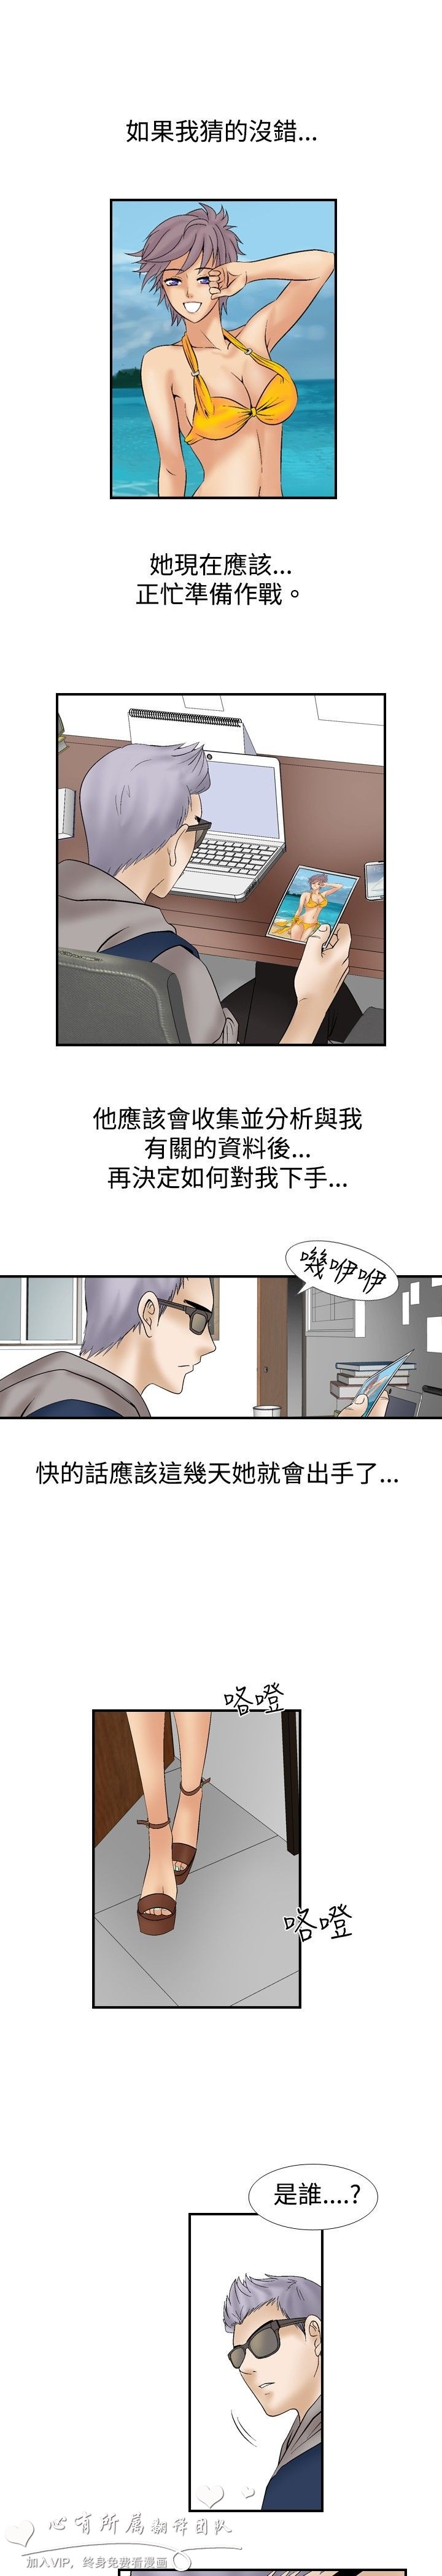 如果我猜的沒錯...
她現在應該...
正忙準備作戰。
他應該會收集並分析與我
有關的資料後...
再決定如何對我下手...
嘰咿咿
快的話應該這幾天她就會出手了...
咯噔
咯噔
是誰....?
心有所属翻译团队
加入VIP，终身免费看漫画